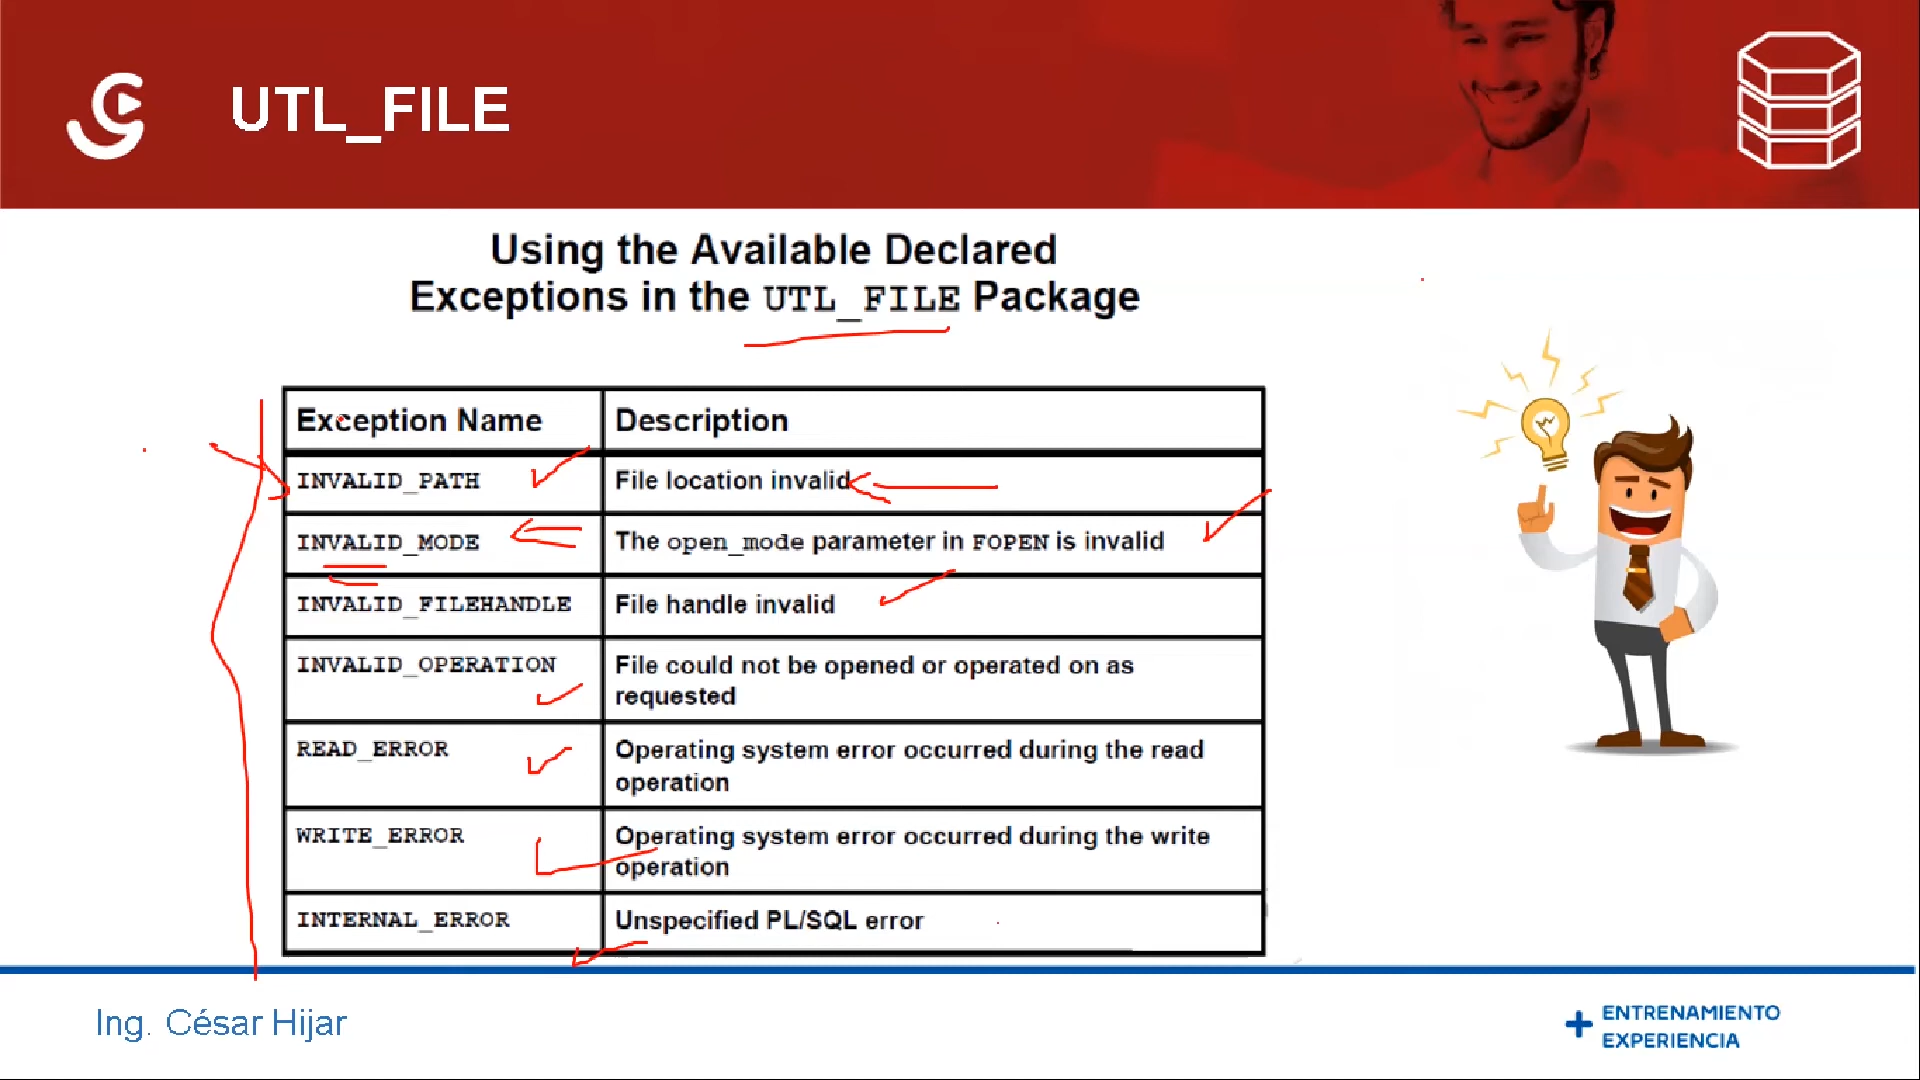 UTL_FILE
Using the Available Declared
Exceptions in the UTL_FILE Package
Exception Name Description
INVALID_PATH File location invalid
INVALID_MODE The open_mode parameter in FOPEN is invalid
INVALID_FILEHANDLE File handle invalid
INVALID_OPERATION File could not be opened or operated on as
requested
READ_ERROR Operating system error occurred during the read
operation
WRITE_ERROR Operating system error occurred during the write
operation
INTERNAL_ERROR Unspecified PL/SQL error
Ing. César Hijar
+ ENTRENAMIENTO
EXPERIENCIA